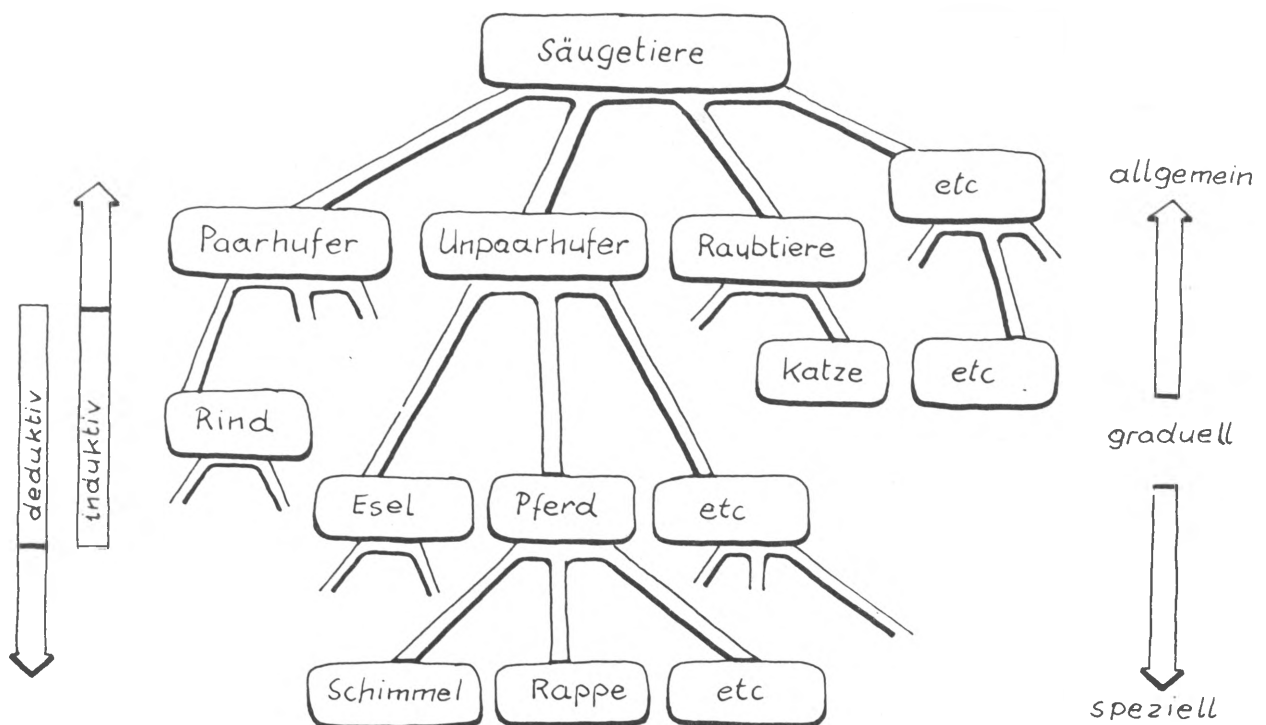 Säugetiere
etc
allgemein
Paarhufer
Unpaarhufer
Raubtiere
Katze
etc
Rind
graduell
deduktiv
induktiv
Esel
Pferd
etc
Schimmel
Rappe
etc
speziell